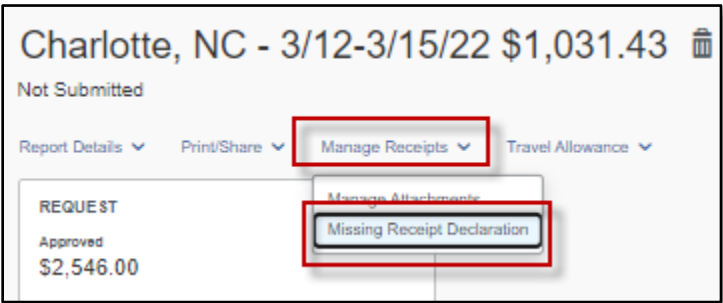 Charlotte, NC - 3/12-3/15/22 $1,031.43
Not Submitted
Report Details Print/Share Manage Receipts Travel Allowance
REQUEST
Approved
$2,546.00
Manage Attachments
Missing Receipt Declaration